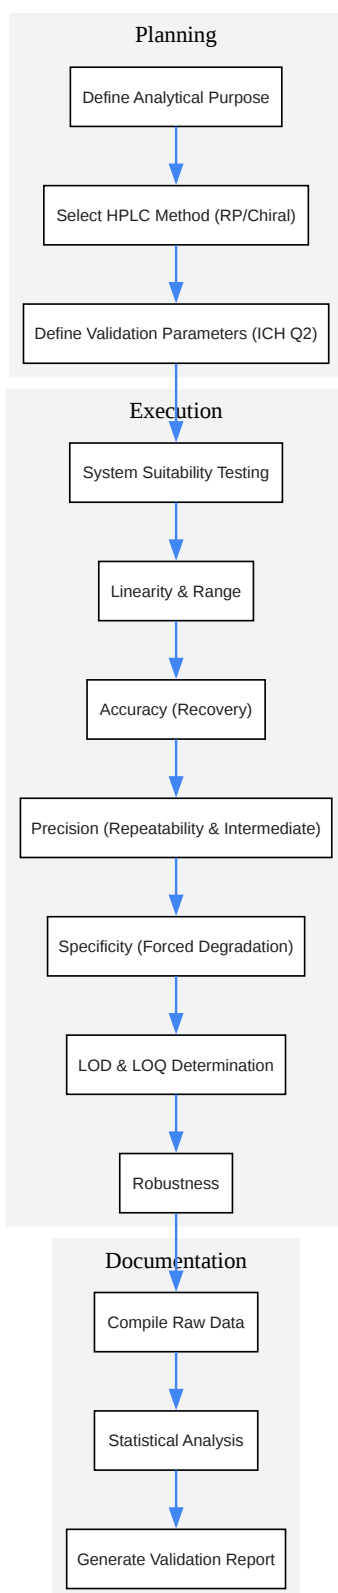 Planning
Define Analytical Purpose
Select HPLC Method (RP/Chiral)
Define Validation Parameters (ICH Q2)
Execution
System Suitability Testing
Linearity & Range
Accuracy (Recovery)
Precision (Repeatability & Intermediate)
Specificity (Forced Degradation)
LOD & LOQ Determination
Robustness
Documentation
Compile Raw Data
Statistical Analysis
Generate Validation Report